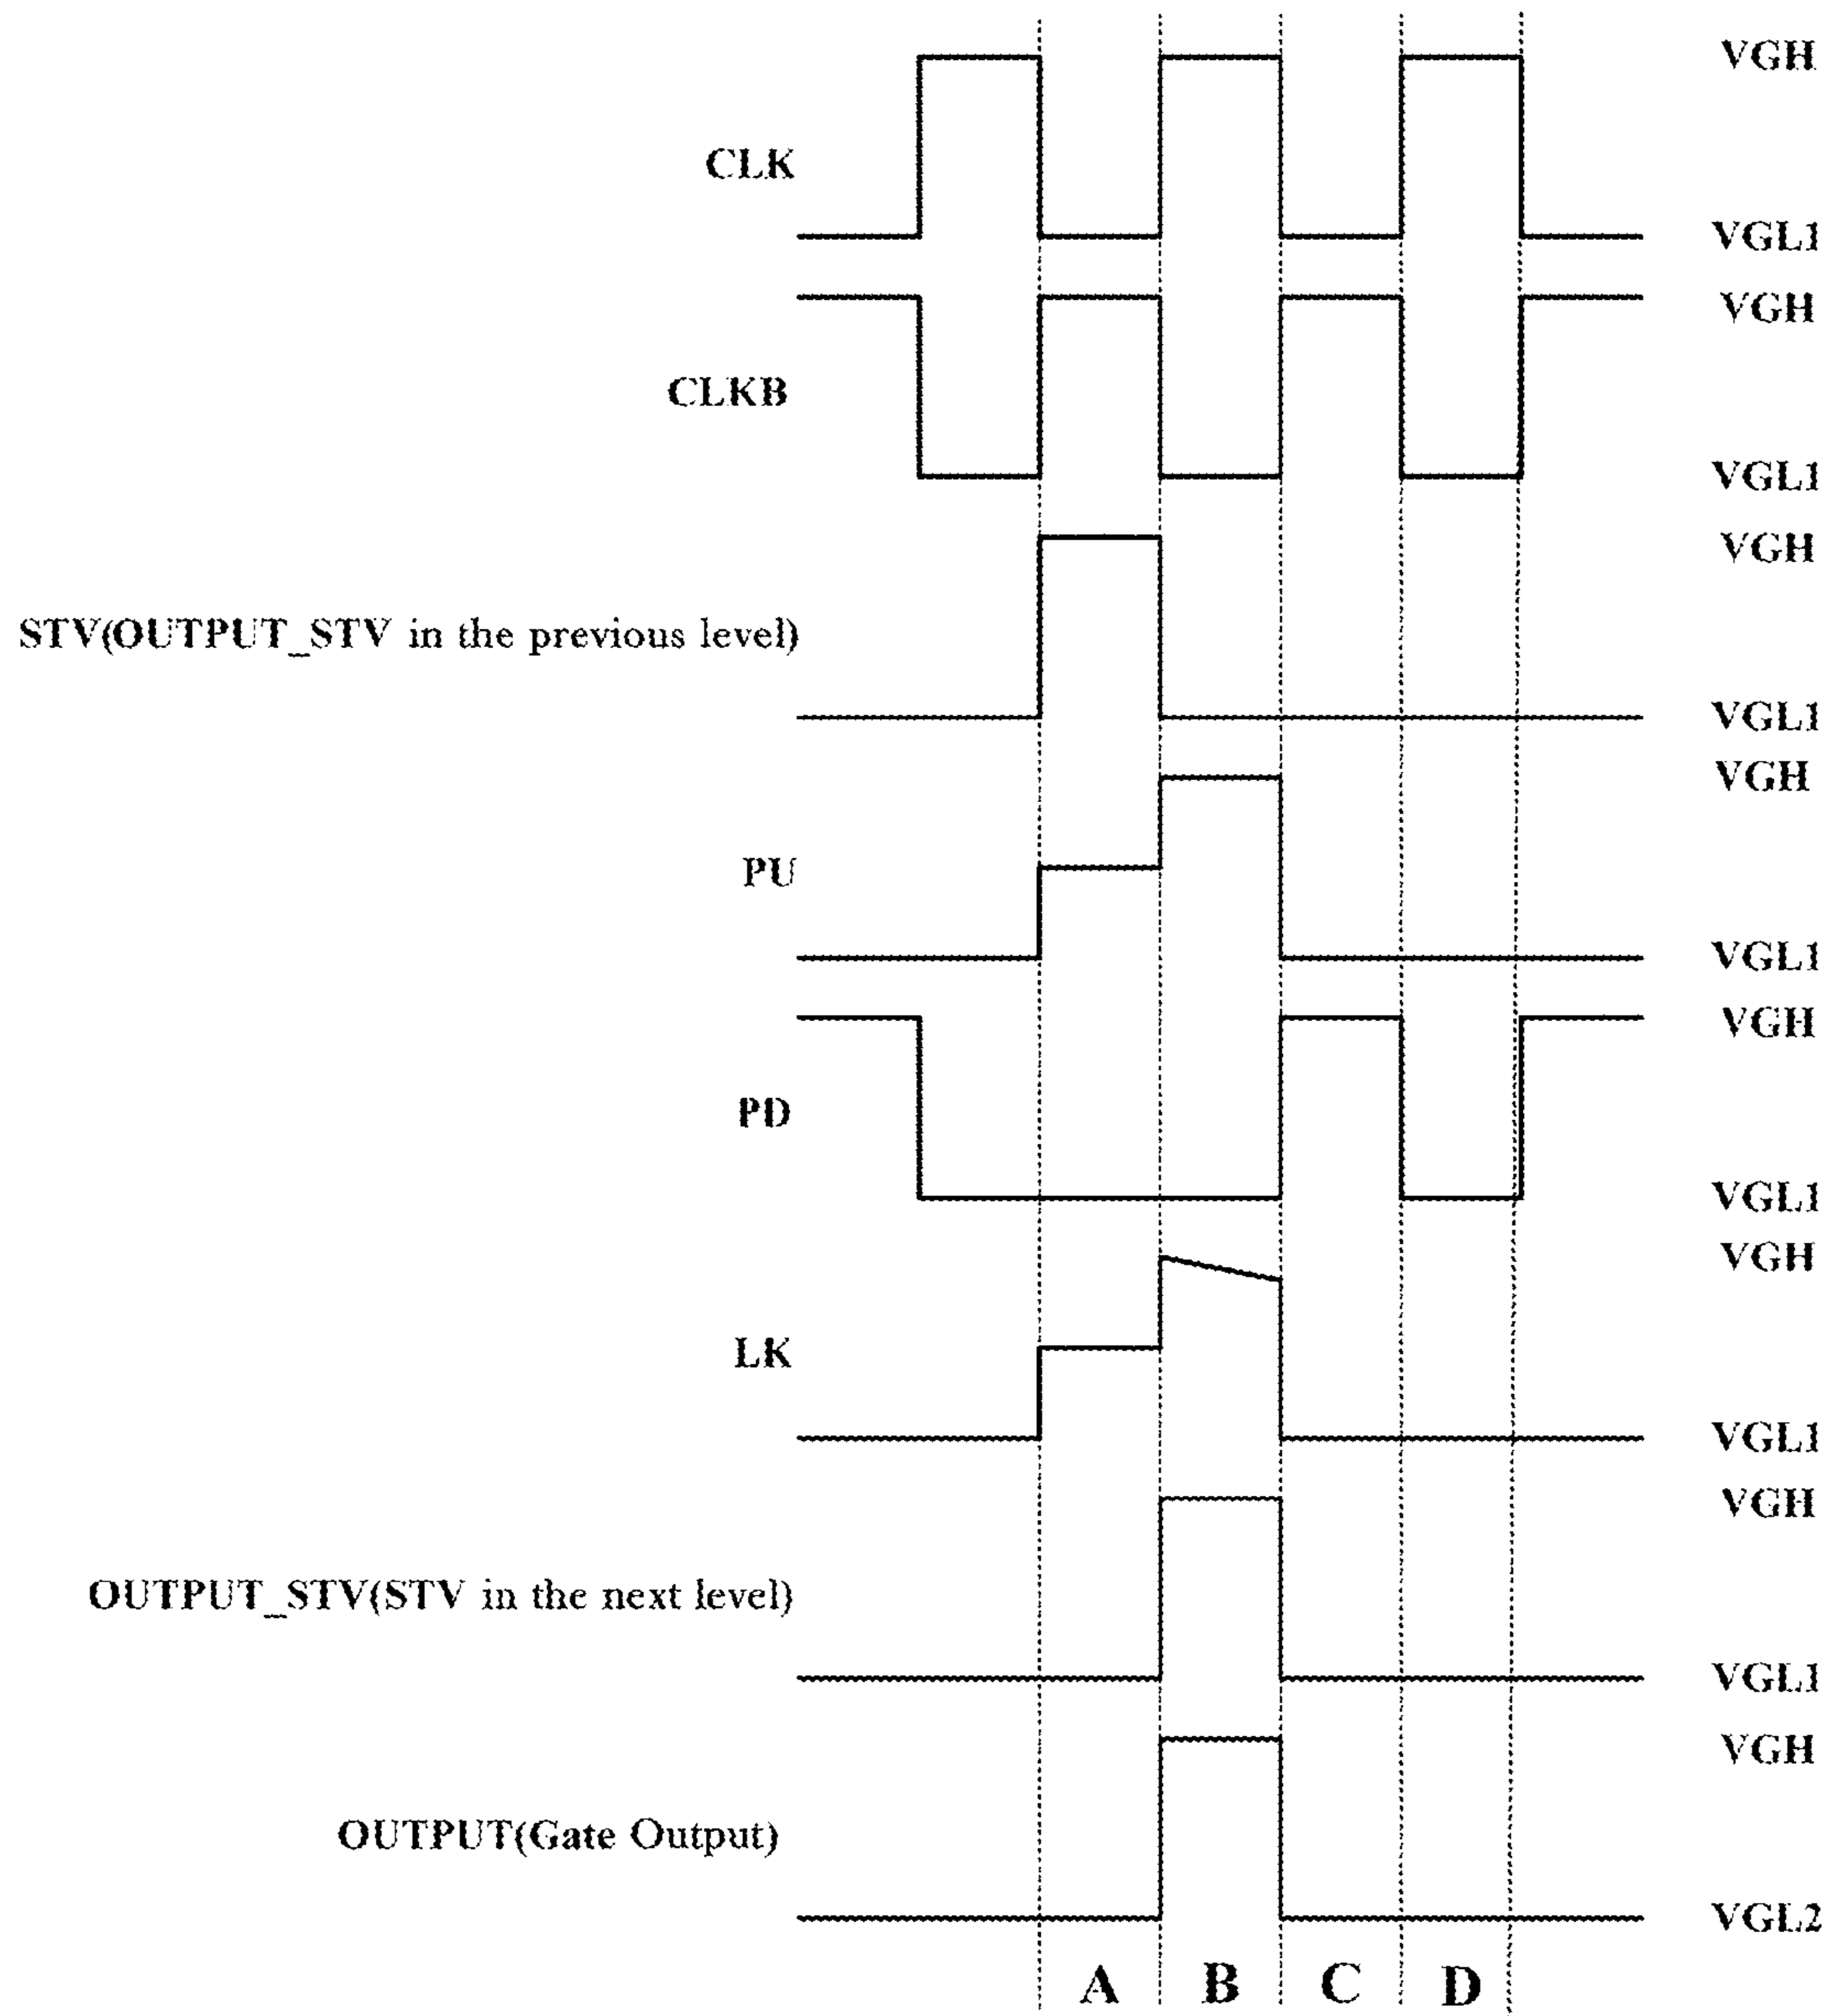 VGH
CLK
VGL1
VGH
CLKB
VGL1
VGH
STV(OUTPUT_STV in the previous level)
VGL1
VGH
PU
VGL1
VGH
PD
VGL1
VGH
LK
VGL1
VGH
OUTPUT_STV(STV in the next level)
VGL1
VGH
OUTPUT(Gate Output)
VGL2
A B C D